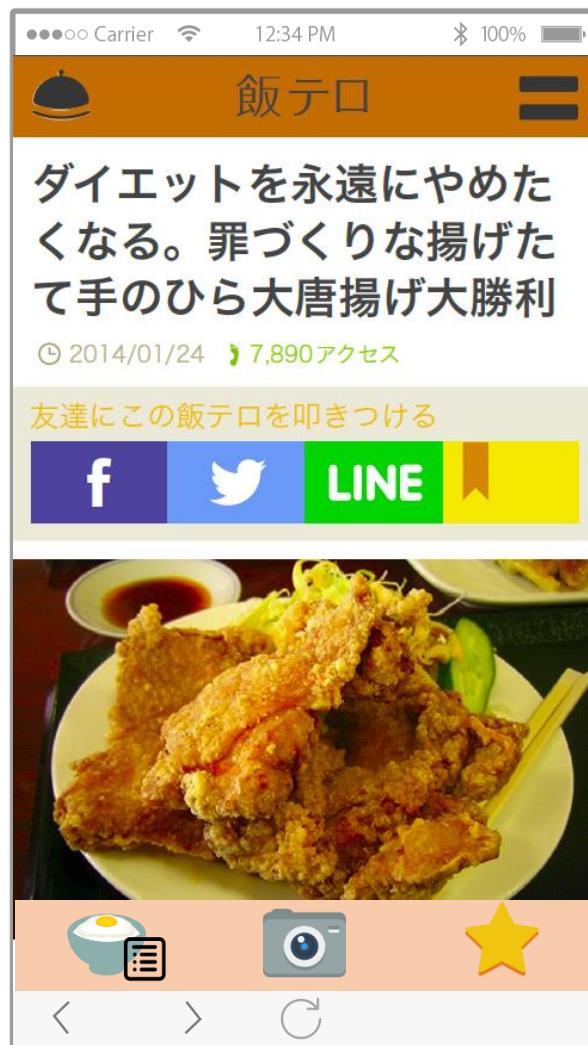 Carrier 12:34 PM 100%
飯テロ
ダイエットを永遠にやめた
くなる。罪づくりな揚げた
て手のひら大唐揚げ大勝利
2014/01/24 7,890アクセス
友達にこの飯テロを叩きつける
f LINE